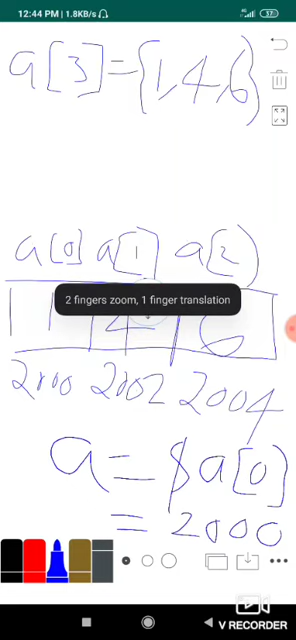 12:44 PM | 1.8KB/s
37
a[3]={1,4,6}
a[0] a[1] a[2]
1 4 6
2 fingers zoom, 1 finger translation
2000 2002 2004
a = &a[0]
= 2000
V RECORDER